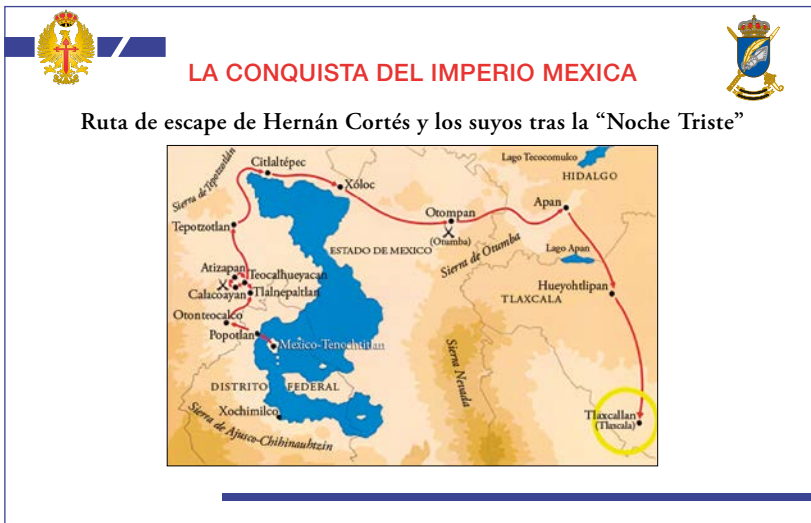 LA CONQUISTA DEL IMPERIO MEXICA
Ruta de escape de Hernán Cortés y los suyos tras la “Noche Triste”
Sierra de Tepotzotlán
Citlaltépec
Xóloc
Lago Tecocomulco
HIDALGO
Apan
Otompan
(Otumba)
Tepotzotlan
ESTADO DE MEXICO
Sierra de Otumba
Lago Apan
Atizapan
Teocalhueyacan
Calacoayan
Tlalnepaltlan
Hueyohtlipan
TLAXCALA
Otonteocalco
Popotlan
Mexico-Tenochtitlan
Sierra Nevada
DISTRITO FEDERAL
Xochimilco
Sierra de Ajusco-Chihinauhtzin
Tlaxcallan
(Tlaxcala)